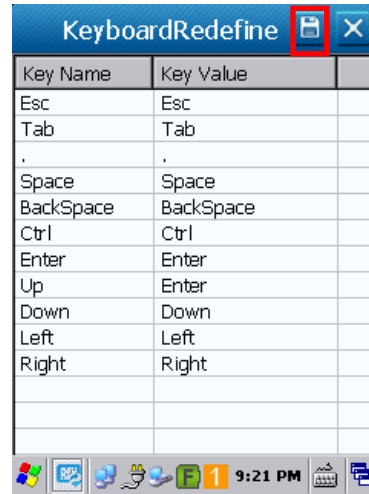 KeyboardRedefine
Key Name Key Value
Esc Esc
Tab Tab
. .
Space Space
BackSpace BackSpace
Ctrl Ctrl
Enter Enter
Up Enter
Down Down
Left Left
Right Right
F 1 9:21 PM